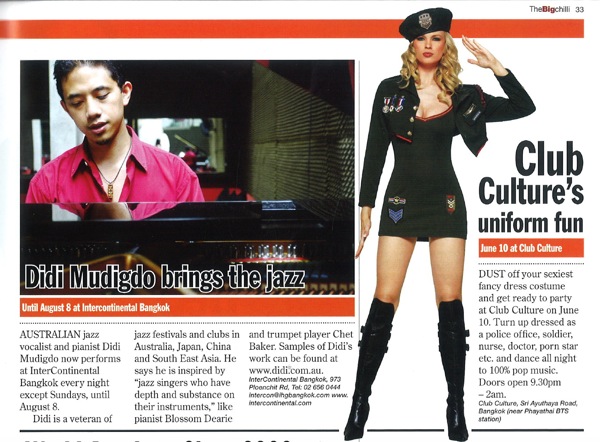 TheBigchilli 33
Didi Mudigdo brings the jazz
Until August 8 at Intercontinental Bangkok
AUSTRALIAN jazz
vocalist and pianist Didi
Mudigdo now performs
at InterContinental
Bangkok every night
except Sundays, until
August 8.
Didi is a veteran of
jazz festivals and clubs in
Australia, Japan, China
and South East Asia. He
says he is inspired by
"jazz singers who have
depth and substance on
their instruments," like
pianist Blossom Dearie
and trumpet player Chet
Baker. Samples of Didi's
work can be found at
www.didi.com.au.
InterContinental Bangkok, 973
Ploenchit Rd, Tel: 02 656 0444
intercon@ihgbangkok.com www.
intercontinental.com
Club
Culture's
uniform fun
June 10 at Club Culture
DUST off your sexiest
fancy dress costume
and get ready to party
at Club Culture on June
10. Turn up dressed as
a police office, soldier,
nurse, doctor, porn star
etc. and dance all night
to 100% pop music.
Doors open 9.30pm
– 2am.
Club Culture, Sri Ayuthaya Road,
Bangkok (near Phayathai BTS
station)